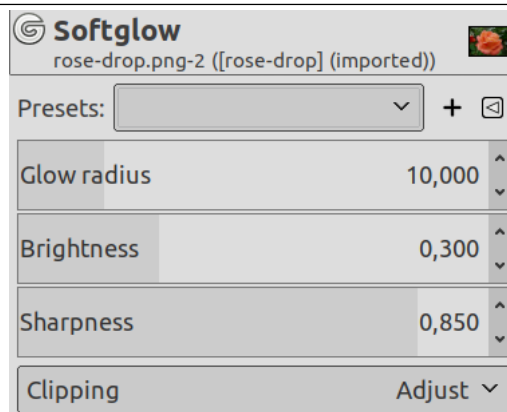 Softglow
rose-drop.png-2 ([rose-drop] (imported))
Presets:
Glow radius 10,000
Brightness 0,300
Sharpness 0,850
Clipping Adjust